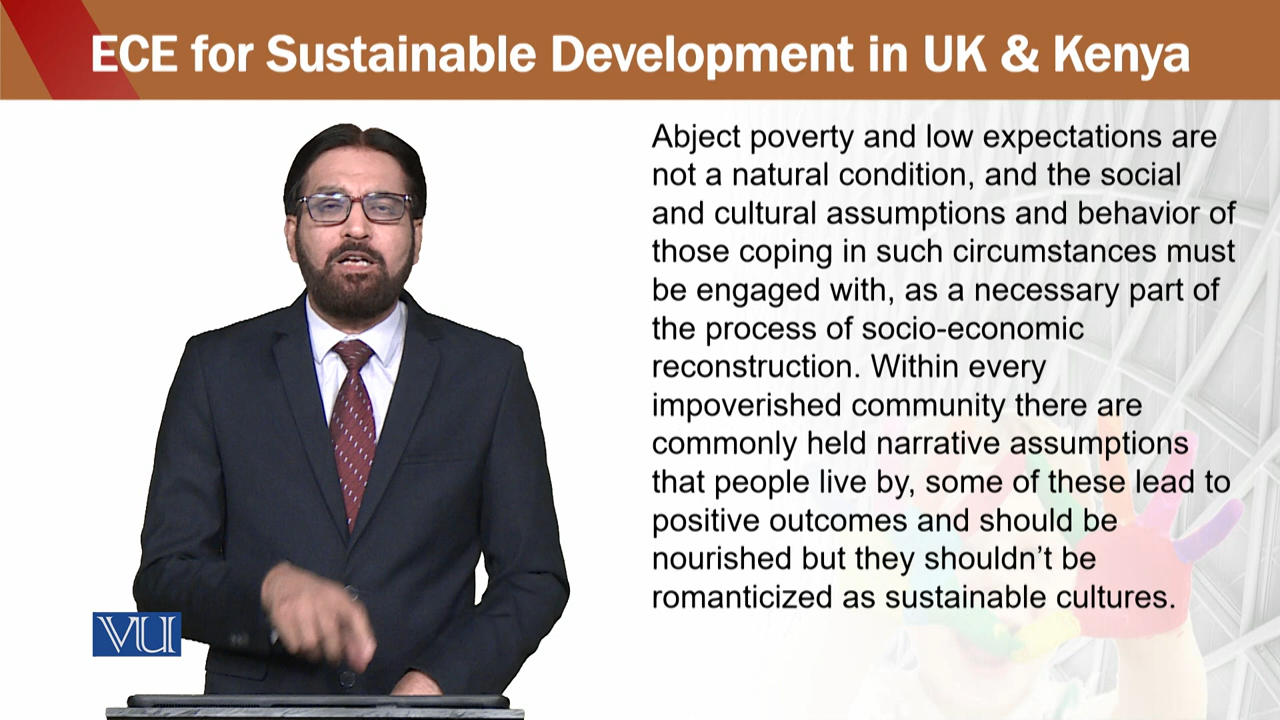 ECE for Sustainable Development in UK & Kenya
Abject poverty and low expectations are
not a natural condition, and the social
and cultural assumptions and behavior of
those coping in such circumstances must
be engaged with, as a necessary part of
the process of socio-economic
reconstruction. Within every
impoverished community there are
commonly held narrative assumptions
that people live by, some of these lead to
positive outcomes and should be
nourished but they shouldn’t be
romanticized as sustainable cultures.
VU